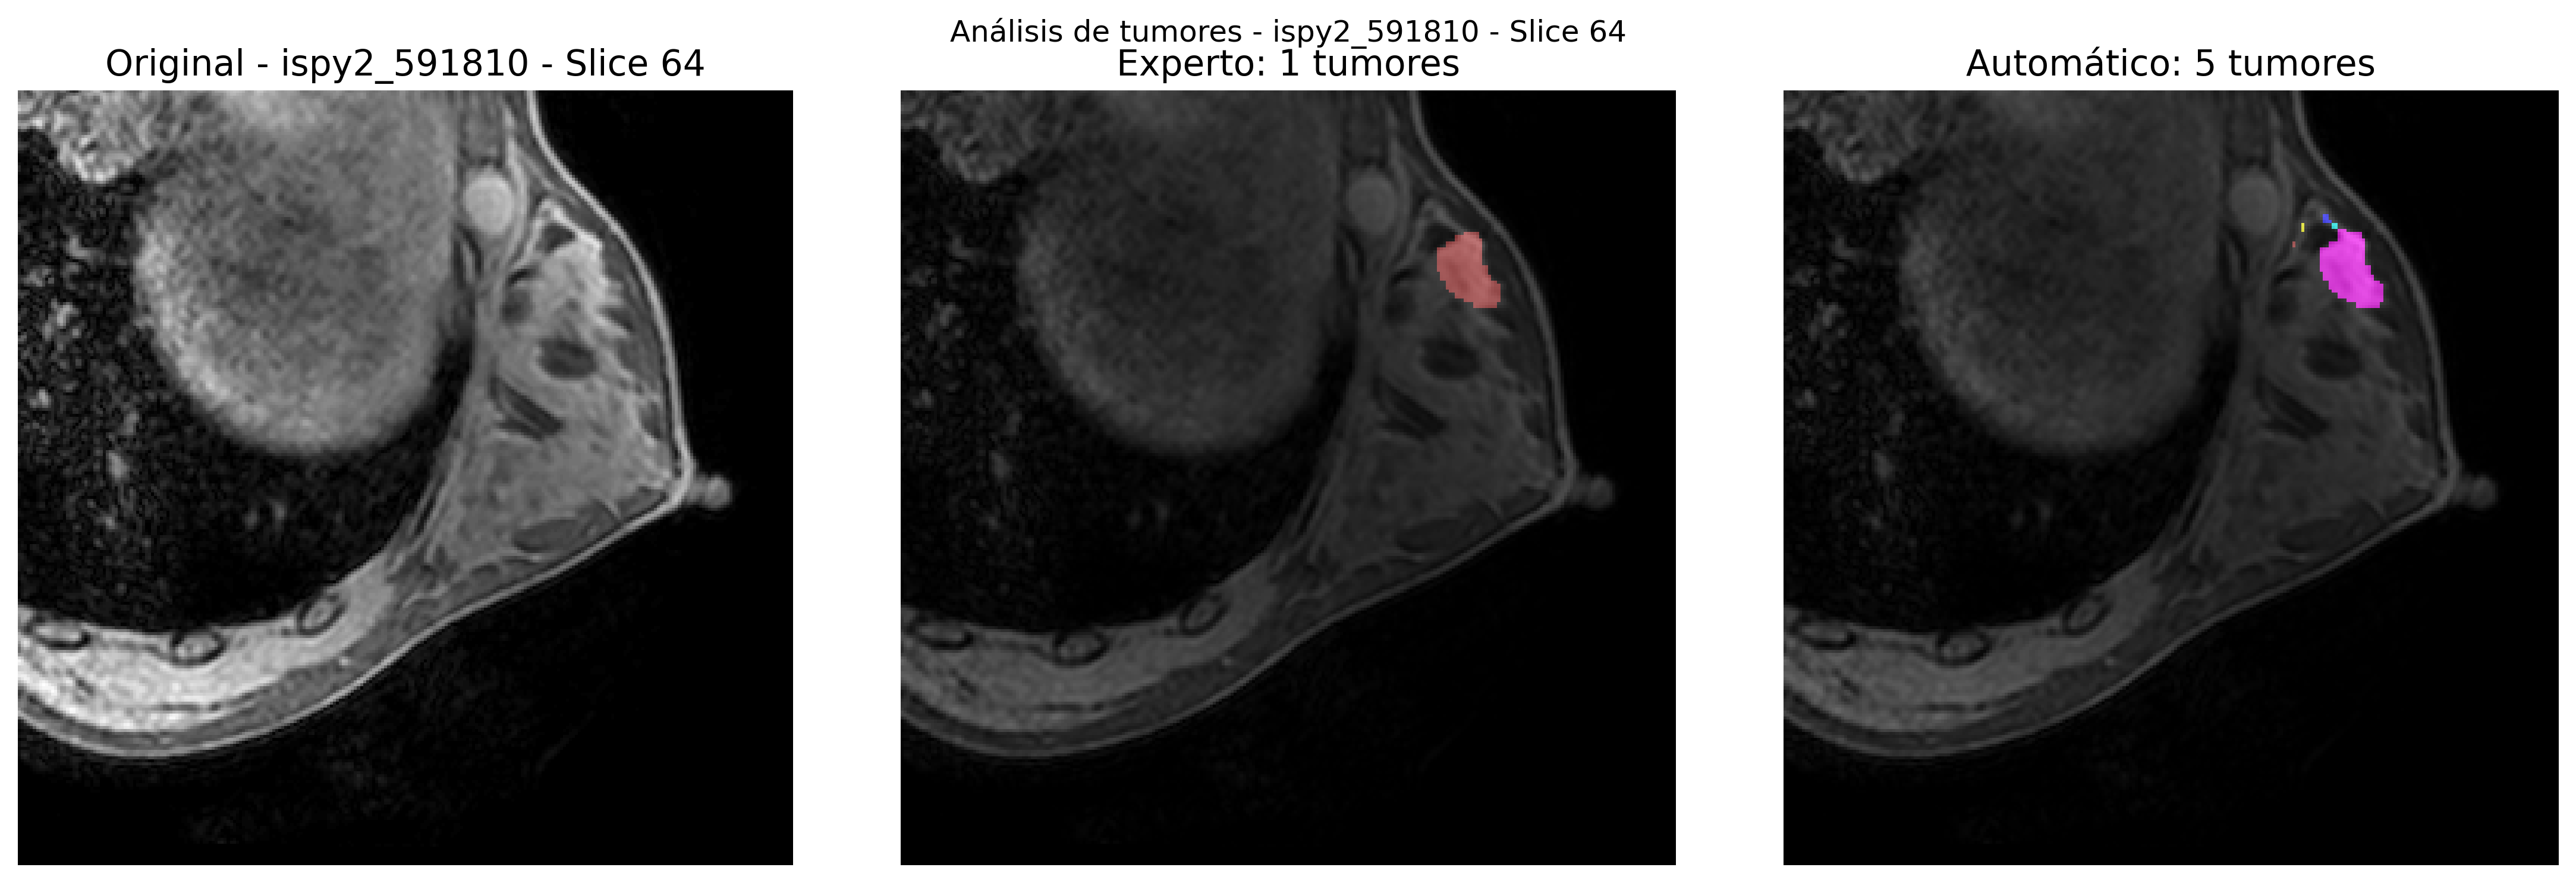 Análisis de tumores - ispy2_591810 - Slice 64
Original - ispy2_591810 - Slice 64
Experto: 1 tumores
Automático: 5 tumores